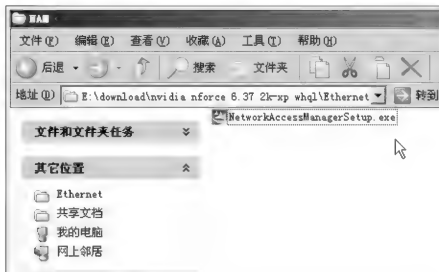 NAM
文件(F) 编辑(E) 查看(V) 收藏(A) 工具(T) 帮助(H)
后退 搜索 文件夹
地址(D) E:\download\nvidia nforce 6.37 2k-xp whql\Ethernet 转到
NetworkAccessManagerSetup.exe
文件和文件夹任务
其它位置
Ethernet
共享文档
我的电脑
网上邻居